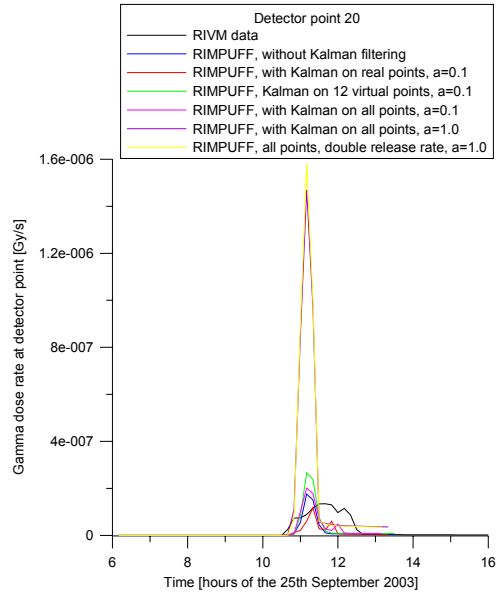 Detector point 20
RIVM data
RIMPUFF, without Kalman filtering
RIMPUFF, with Kalman on real points, a=0.1
RIMPUFF, Kalman on 12 virtual points, a=0.1
RIMPUFF, with Kalman on all points, a=0.1
RIMPUFF, with Kalman on all points, a=1.0
RIMPUFF, all points, double release rate, a=1.0
1.6e-006
1.2e-006
8e-007
4e-007
0
Gamma dose rate at detector point [Gy/s]
6 8 10 12 14 16
Time [hours of the 25th September 2003]